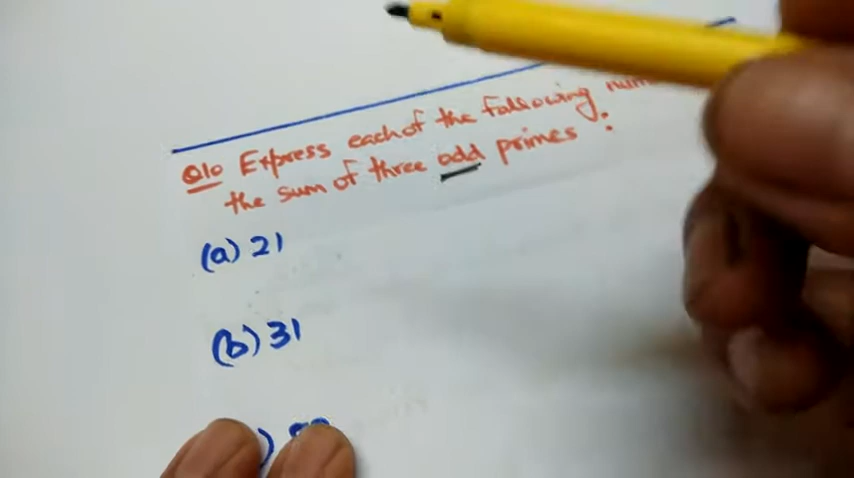 Q10 Express each of the following
the sum of three odd primes :
(a) 21
(b) 31